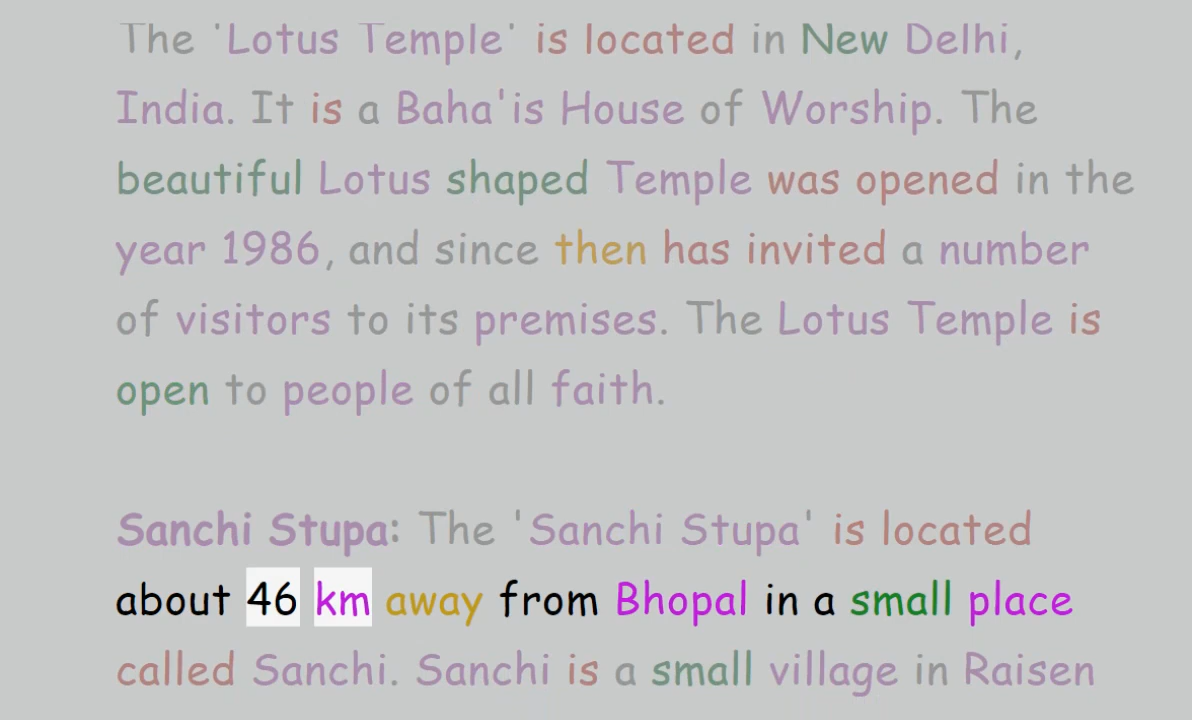 The 'Lotus Temple' is located in New Delhi,
India. It is a Baha'is House of Worship. The
beautiful Lotus shaped Temple was opened in the
year 1986, and since then has invited a number
of visitors to its premises. The Lotus Temple is
open to people of all faith.
Sanchi Stupa: The 'Sanchi Stupa' is located
about 46 km away from Bhopal in a small place
called Sanchi. Sanchi is a small village in Raisen